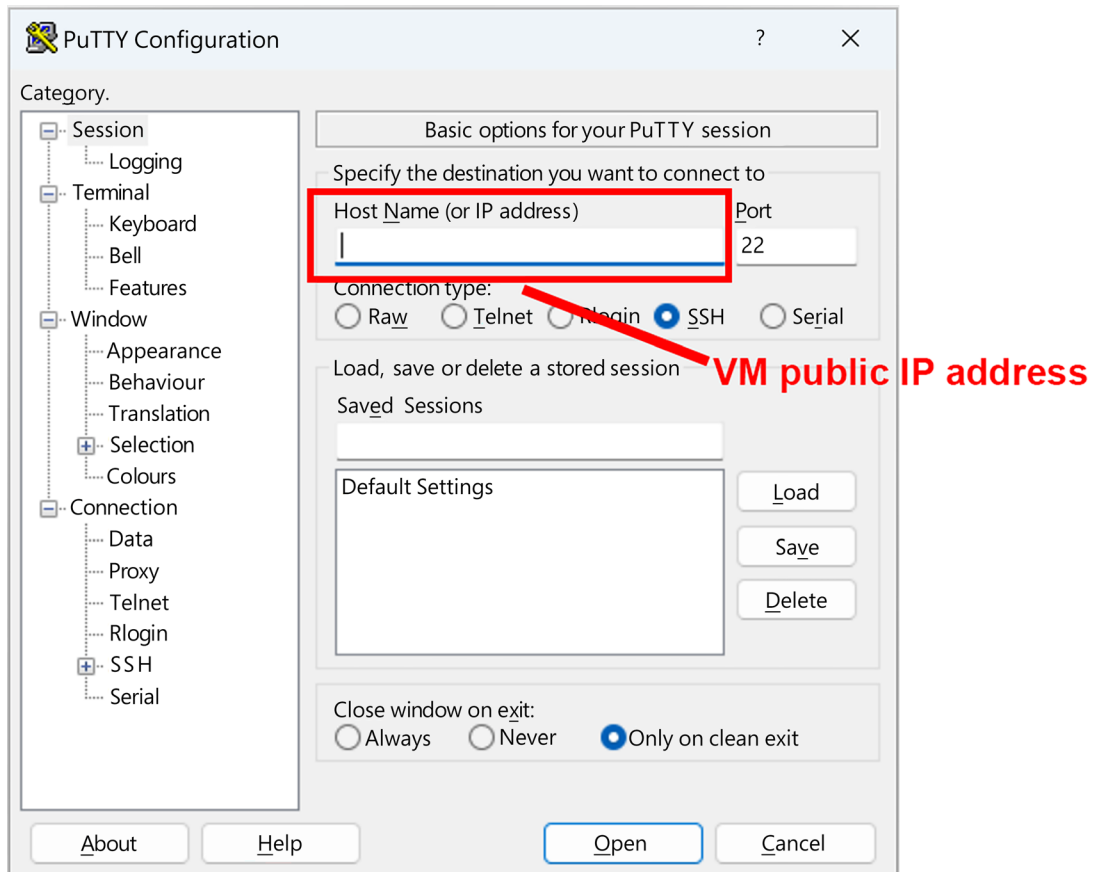 PuTTY Configuration
?
Category.
Session
Logging
Terminal
Keyboard
Bell
Features
Window
Appearance
Behaviour
Translation
Selection
Colours
Connection
Data
Proxy
Telnet
Rlogin
SSH
Serial
Basic options for your PuTTY session
Specify the destination you want to connect to
Host Name (or IP address) Port
22
Connection type:
Raw Telnet Rlogin SSH Serial
VM public IP address
Load, save or delete a stored session
Saved Sessions
Default Settings
Load
Save
Delete
Close window on exit:
Always Never Only on clean exit
About Help Open Cancel